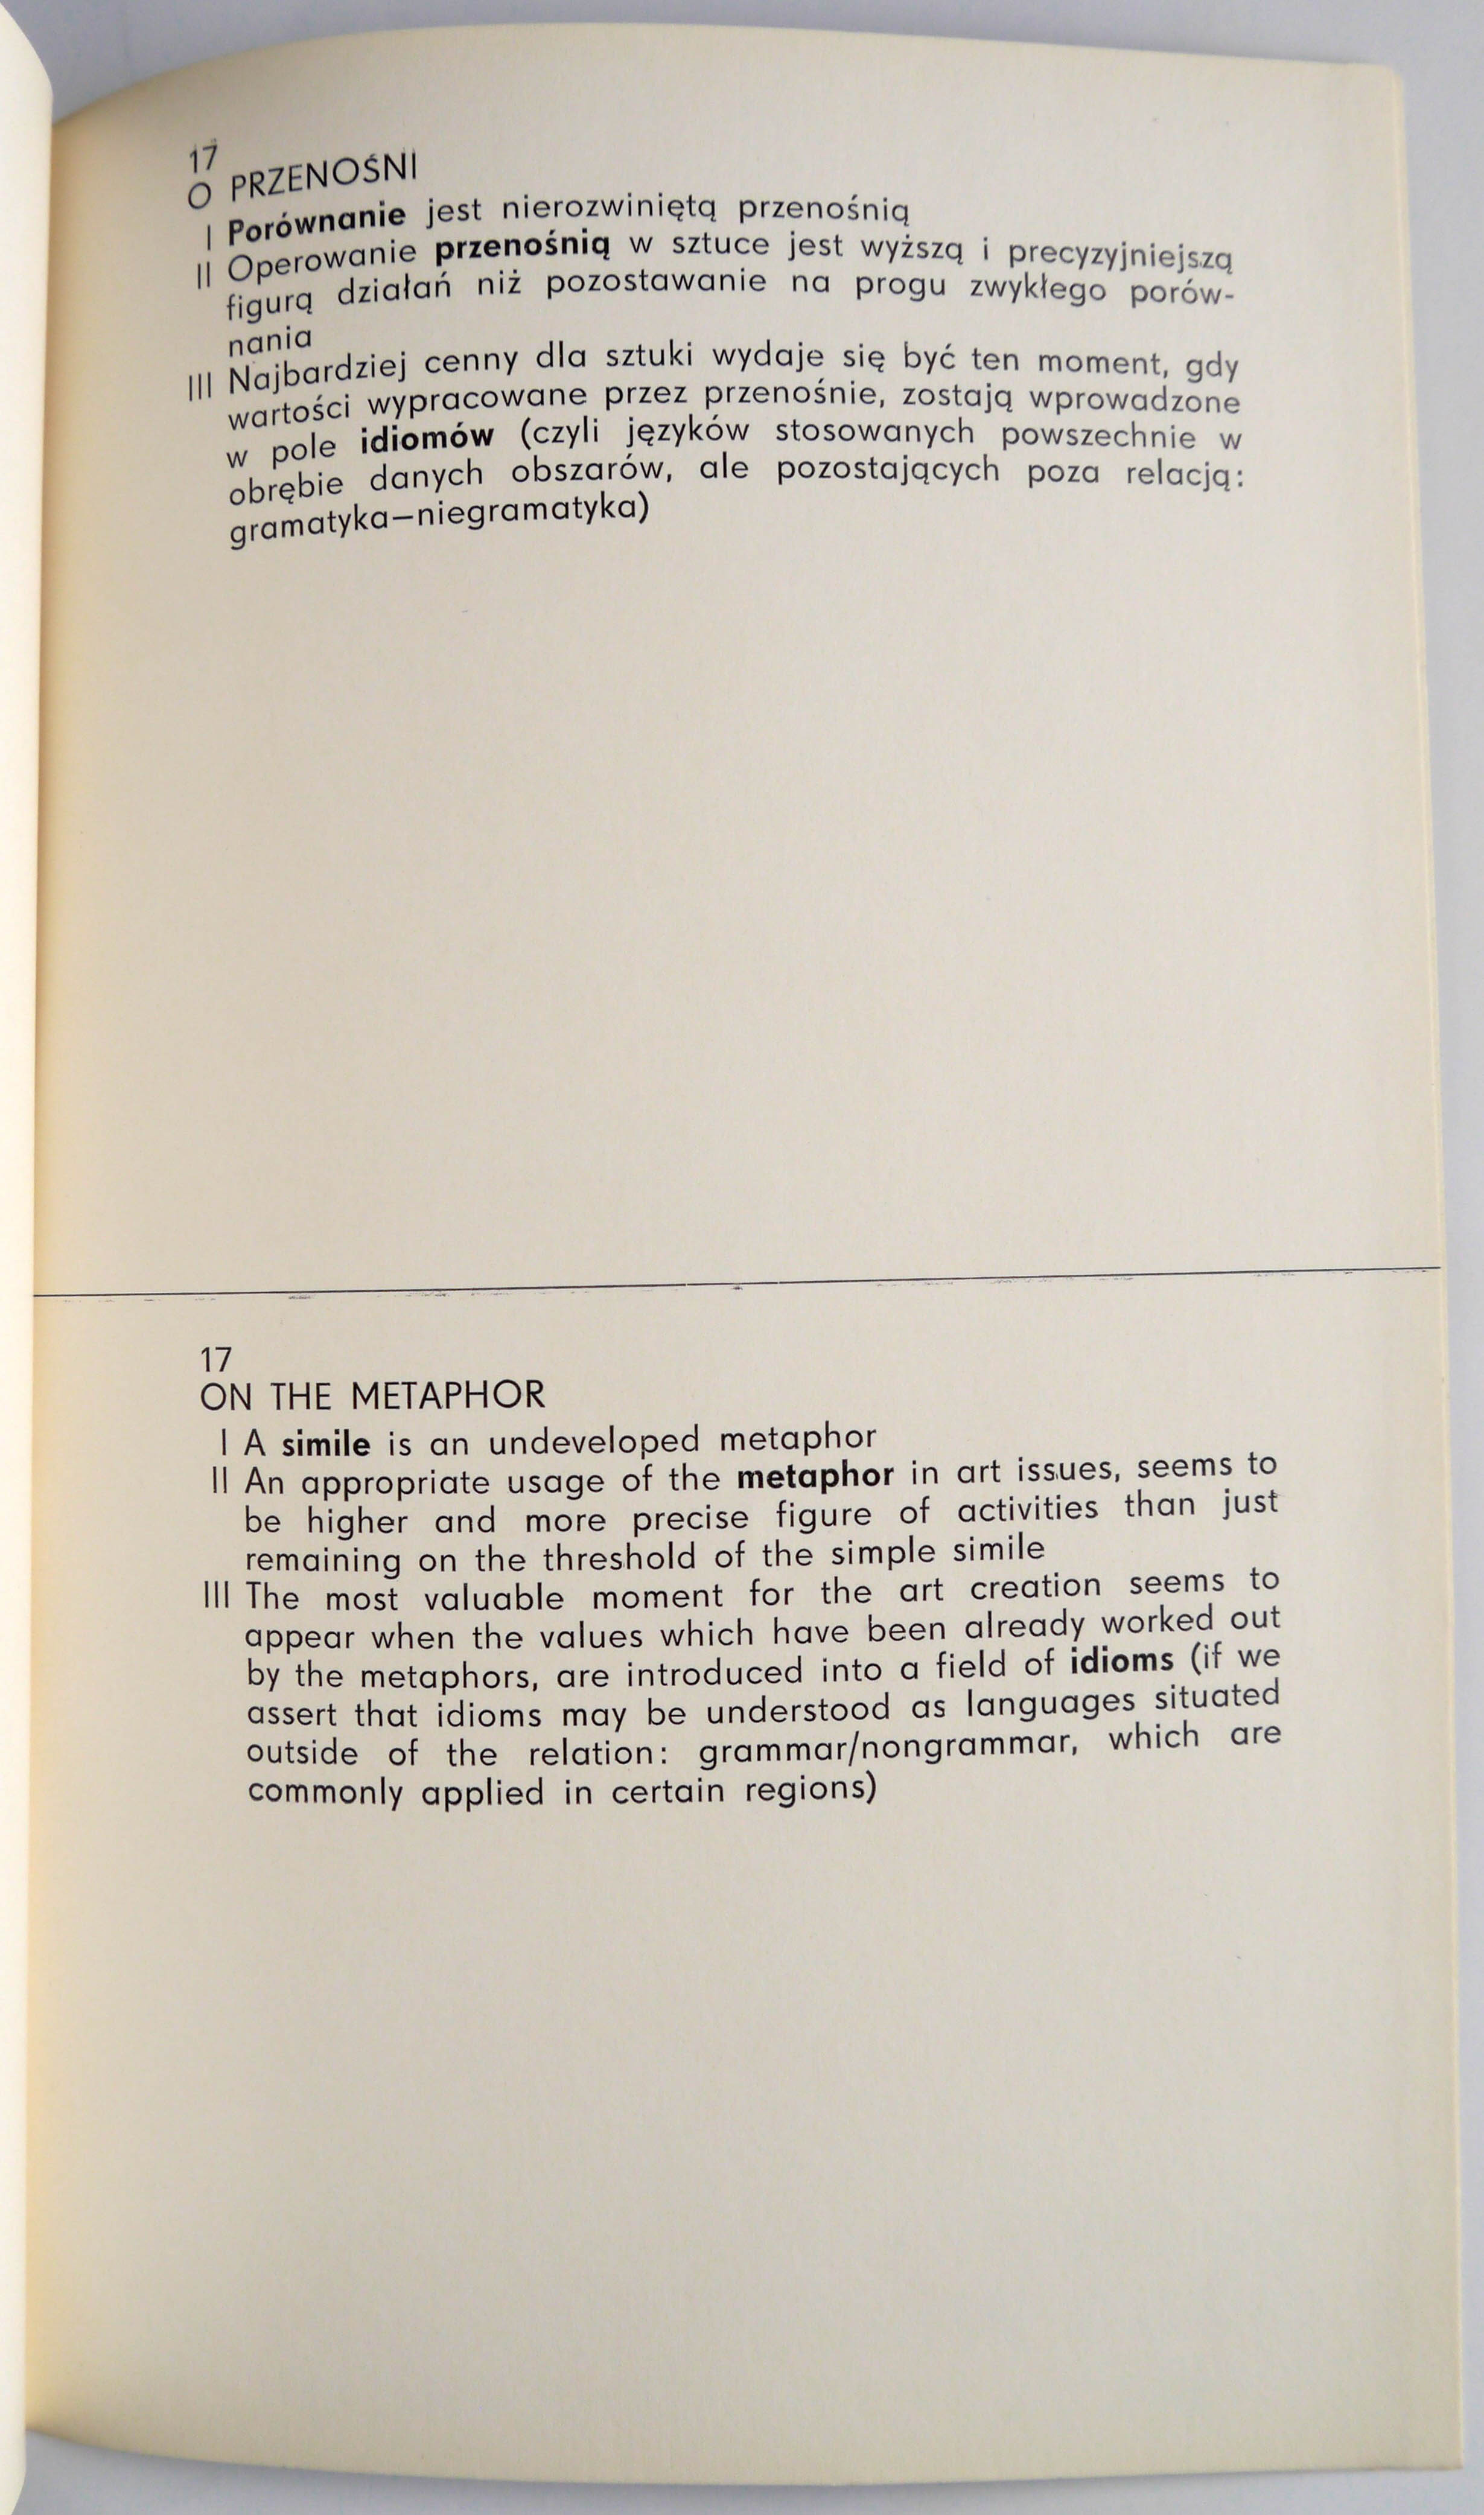 17
O PRZENOŚNI
I Porównanie jest nierozwiniętą przenośnią
II Operowanie przenośnią w sztuce jest wyższą i precyzyjniejszą
figurą działań niż pozostawanie na progu zwykłego porów-
nania
III Najbardziej cenny dla sztuki wydaje się być ten moment, gdy
wartości wypracowane przez przenośnie, zostają wprowadzone
w pole idiomów (czyli języków stosowanych powszechnie w
obrębie danych obszarów, ale pozostających poza relacją:
gramatyka—niegramatyka)
17
ON THE METAPHOR
I A simile is an undeveloped metaphor
II An appropriate usage of the metaphor in art issues, seems to
be higher and more precise figure of activities than just
remaining on the threshold of the simple simile
III The most valuable moment for the art creation seems to
appear when the values which have been already worked out
by the metaphors, are introduced into a field of idioms (if we
assert that idioms may be understood as languages situated
outside of the relation: grammar/nongrammar, which are
commonly applied in certain regions)